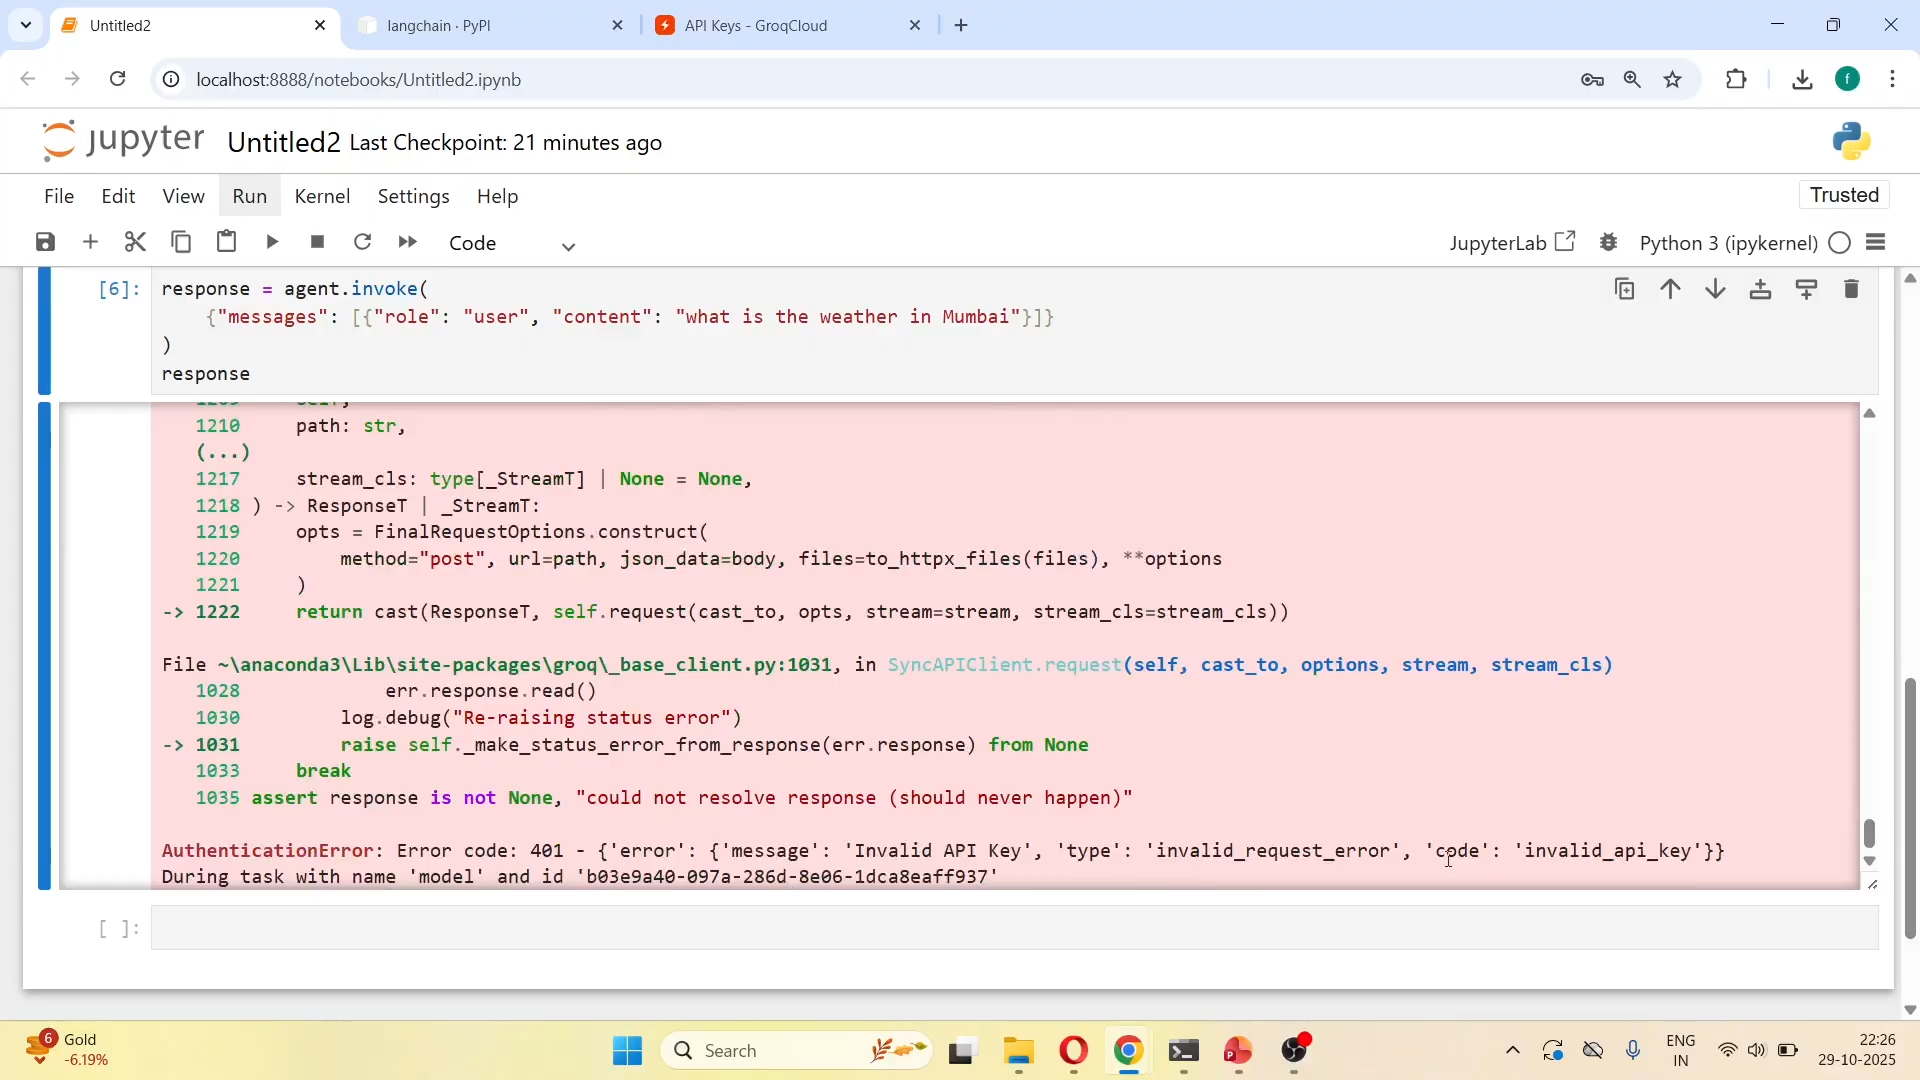 Untitled2
langchain · PyPI
API Keys - GroqCloud
localhost:8888/notebooks/Untitled2.ipynb
f
jupyter
Untitled2 Last Checkpoint: 21 minutes ago
File Edit View Run Kernel Settings Help
Trusted
Code
JupyterLab
Python 3 (ipykernel)
[6]: response = agent.invoke(
{"messages": [{"role": "user", "content": "what is the weather in Mumbai"}]}
)
response
1209 self,
1210 path: str,
(...)
1217 stream_cls: type[_StreamT] | None = None,
1218 ) -> ResponseT | _StreamT:
1219 opts = FinalRequestOptions.construct(
1220 method="post", url=path, json_data=body, files=to_httpx_files(files), **options
1221 )
-> 1222 return cast(ResponseT, self.request(cast_to, opts, stream=stream, stream_cls=stream_cls))
File ~\anaconda3\Lib\site-packages\groq\_base_client.py:1031, in SyncAPIClient.request(self, cast_to, options, stream, stream_cls)
1028 err.response.read()
1030 log.debug("Re-raising status error")
-> 1031 raise self._make_status_error_from_response(err.response) from None
1033 break
1035 assert response is not None, "could not resolve response (should never happen)"
AuthenticationError: Error code: 401 - {'error': {'message': 'Invalid API Key', 'type': 'invalid_request_error', 'code': 'invalid_api_key'}}
During task with name 'model' and id 'b03e9a40-097a-286d-8e06-1dca8eaff937'
[ ]:
6
Gold
-6.19%
Search
ENG
IN
22:26
29-10-2025